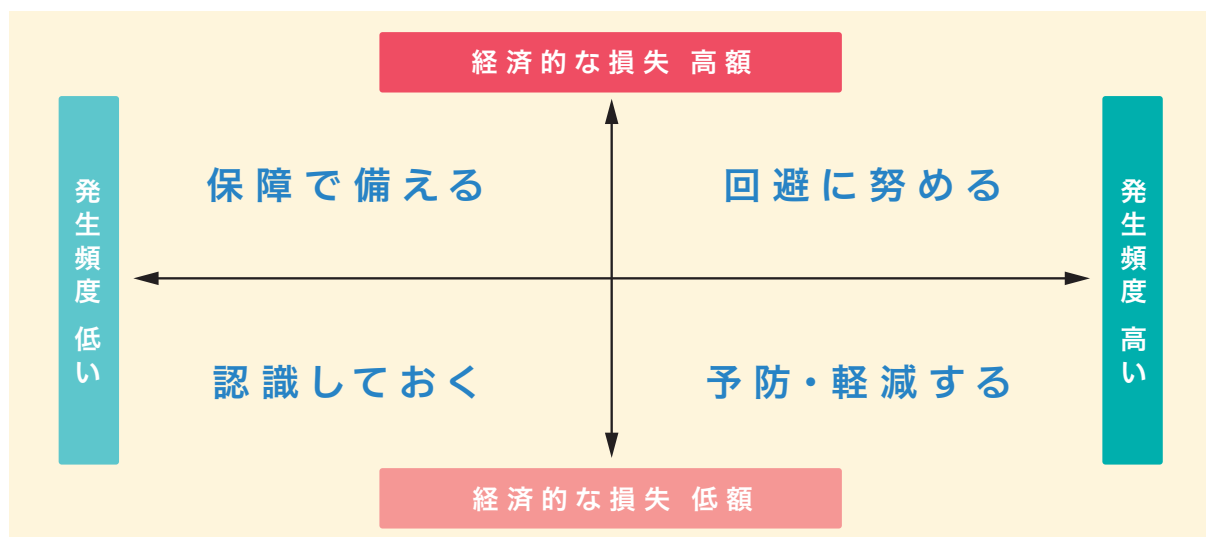 経済的な損失 高額
発生頻度 低い
保障で備える
回避に努める
発生頻度 高い
認識しておく
予防・軽減する
経済的な損失 低額